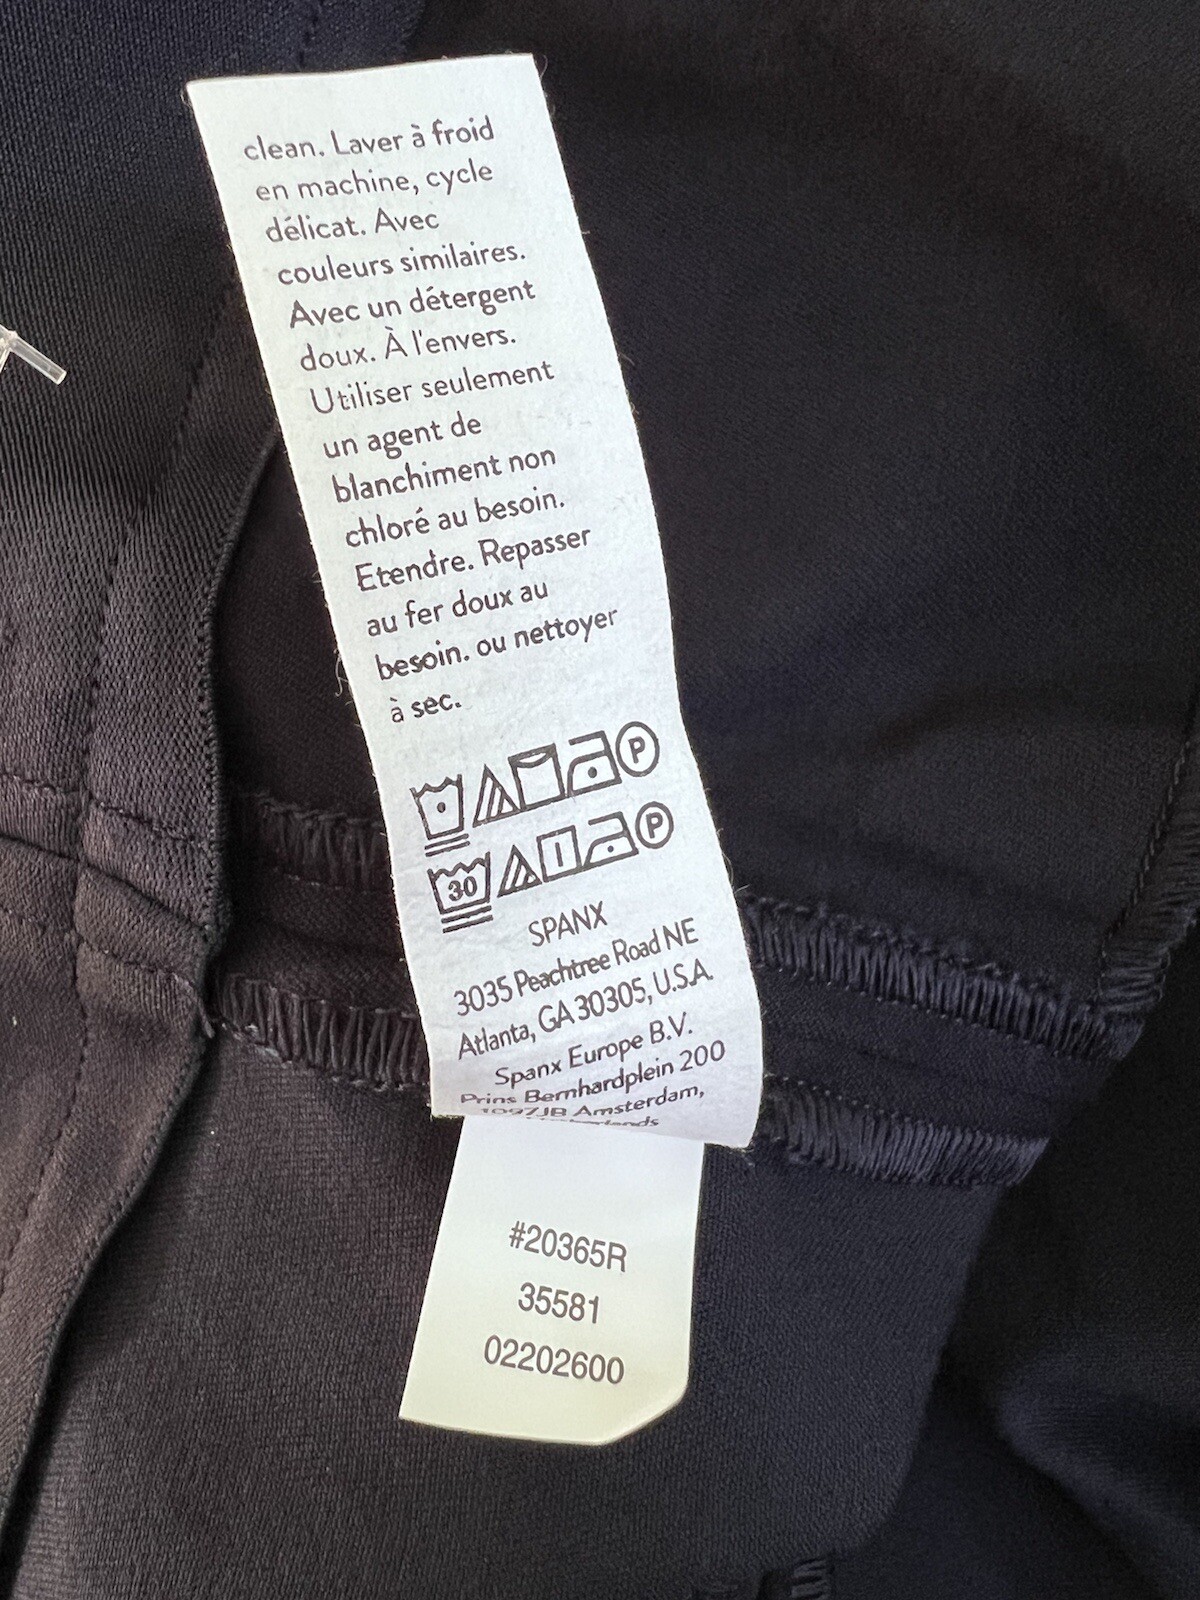 clean. Laver à froid
en machine, cycle
délicat. Avec
couleurs similaires.
Avec un détergent
doux. À l'envers.
Utiliser seulement
un agent de
blanchiment non
chloré au besoin.
Etendre. Repasser
au fer doux au
besoin. ou nettoyer
à sec.
P
30 P
SPANX
3035 Peachtree Road NE
Atlanta, GA 30305, U.S.A.
Spanx Europe B.V.
Prins Bernhardplein 200
1097JB Amsterdam,
#20365R
35581
02202600